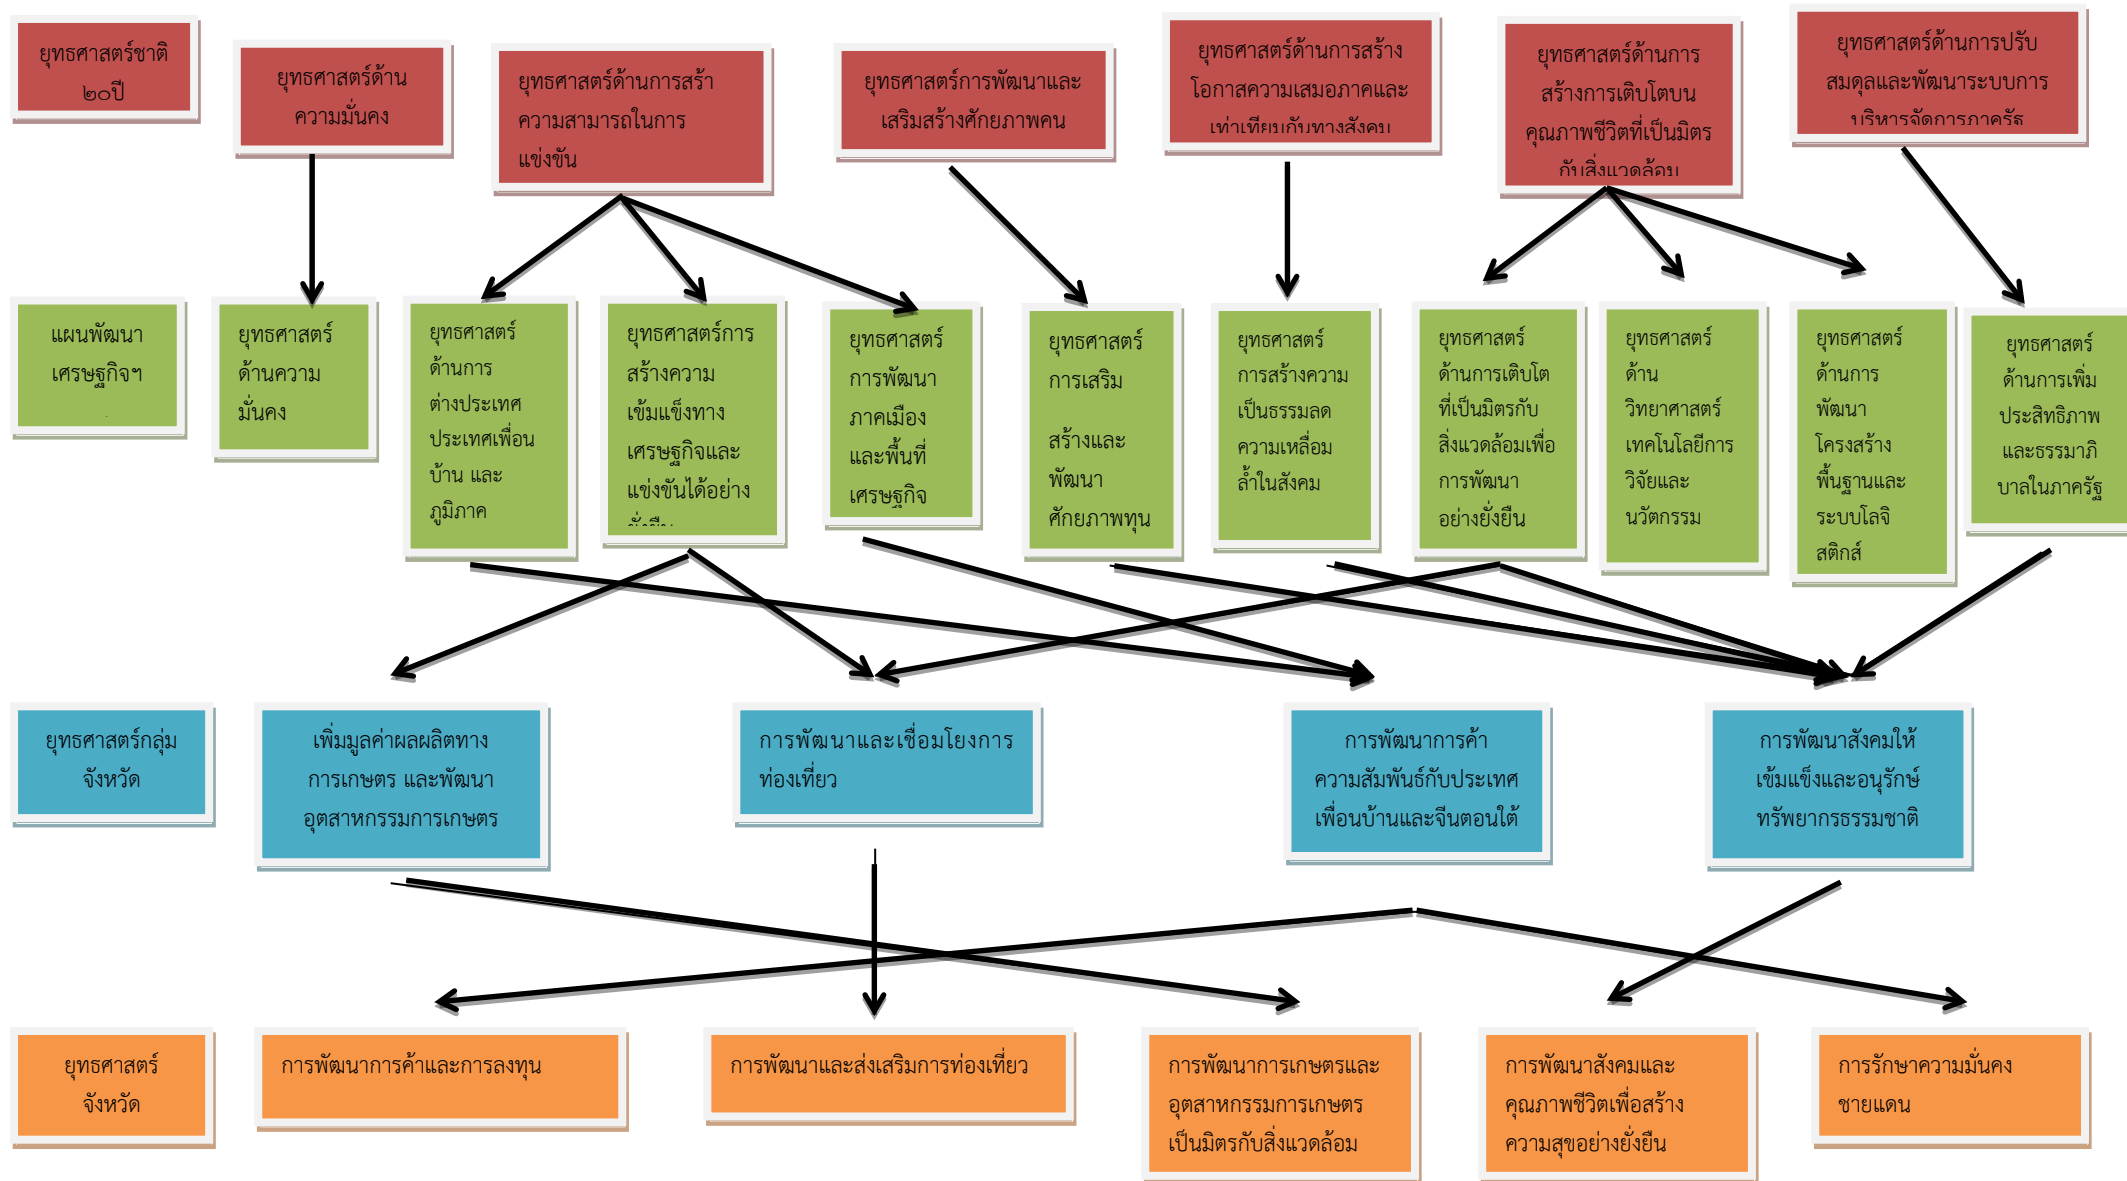 ยุทธศาสตร์ชาติ
๒๐ปี
ยุทธศาสตร์ด้าน
ความมั่นคง
ยุทธศาสตร์ด้านการสร้า
ความสามารถในการ
แข่งขัน
ยุทธศาสตร์การพัฒนาและ
เสริมสร้างศักยภาพคน
ยุทธศาสตร์ด้านการสร้าง
โอกาสความเสมอภาคและ
เท่าเทียมกันทางสังคม
ยุทธศาสตร์ด้านการ
สร้างการเติบโตบน
คุณภาพชีวิตที่เป็นมิตร
กับสิ่งแวดล้อม
ยุทธศาสตร์ด้านการปรับ
สมดุลและพัฒนาระบบการ
บริหารจัดการภาครัฐ
แผนพัฒนา
เศรษฐกิจฯ
ยุทธศาสตร์
ด้านความ
มั่นคง
ยุทธศาสตร์
ด้านการ
ต่างประเทศ
ประเทศเพื่อน
บ้าน และ
ภูมิภาค
ยุทธศาสตร์การ
สร้างความ
เข้มแข็งทาง
เศรษฐกิจและ
แข่งขันได้อย่าง
ยั่งยืน
ยุทธศาสตร์
การพัฒนา
ภาคเมือง
และพื้นที่
เศรษฐกิจ
ยุทธศาสตร์
การเสริม
สร้างและ
พัฒนา
ศักยภาพทุน
ยุทธศาสตร์
การสร้างความ
เป็นธรรมลด
ความเหลื่อม
ล้ำในสังคม
ยุทธศาสตร์
ด้านการเติบโต
ที่เป็นมิตรกับ
สิ่งแวดล้อมเพื่อ
การพัฒนา
อย่างยั่งยืน
ยุทธศาสตร์
ด้าน
วิทยาศาสตร์
เทคโนโลยีการ
วิจัยและ
นวัตกรรม
ยุทธศาสตร์
ด้านการ
พัฒนา
โครงสร้าง
พื้นฐานและ
ระบบโลจิ
สติกส์
ยุทธศาสตร์
ด้านการเพิ่ม
ประสิทธิภาพ
และธรรมาภิ
บาลในภาครัฐ
ยุทธศาสตร์กลุ่ม
จังหวัด
เพิ่มมูลค่าผลผลิตทาง
การเกษตร และพัฒนา
อุตสาหกรรมการเกษตร
การพัฒนาและเชื่อมโยงการ
ท่องเที่ยว
การพัฒนาการค้า
ความสัมพันธ์กับประเทศ
เพื่อนบ้านและจีนตอนใต้
การพัฒนาสังคมให้
เข้มแข็งและอนุรักษ์
ทรัพยากรธรรมชาติ
ยุทธศาสตร์
จังหวัด
การพัฒนาการค้าและการลงทุน
การพัฒนาและส่งเสริมการท่องเที่ยว
การพัฒนาการเกษตรและ
อุตสาหกรรมการเกษตร
เป็นมิตรกับสิ่งแวดล้อม
การพัฒนาสังคมและ
คุณภาพชีวิตเพื่อสร้าง
ความสุขอย่างยั่งยืน
การรักษาความมั่นคง
ชายแดน